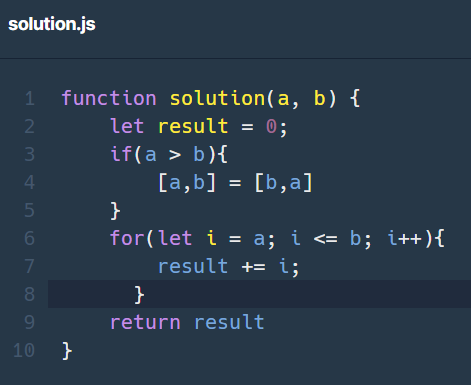 solution.js
1 function solution(a, b) {
2     let result = 0;
3     if(a > b){
4         [a,b] = [b,a]
5     }
6     for(let i = a; i <= b; i++){
7         result += i;
8       }
9     return result
10 }